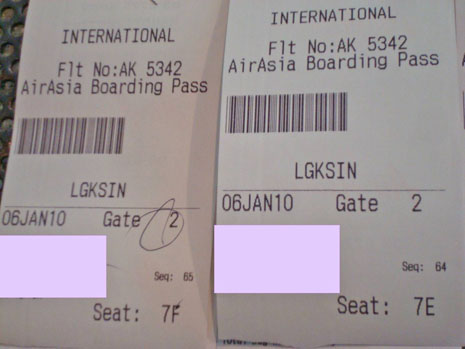 INTERNATIONAL
Flt No:AK 5342
AirAsia Boarding Pass
LGKSIN
06JAN10 Gate 2
Seq: 65
Seat: 7F
INTERNATIONAL
Flt No:AK 5342
AirAsia Boarding Pass
LGKSIN
06JAN10 Gate 2
Seq: 64
Seat: 7E